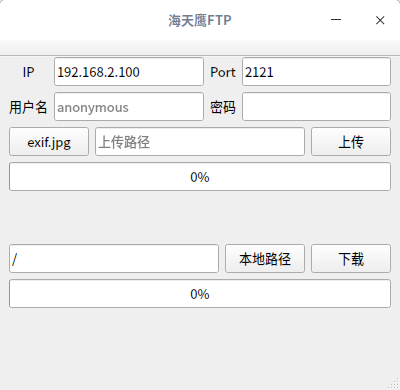 海天鹰FTP
IP 192.168.2.100 Port 2121
用户名 anonymous 密码
exif.jpg 上传路径 上传
0%
/ 本地路径 下载
0%